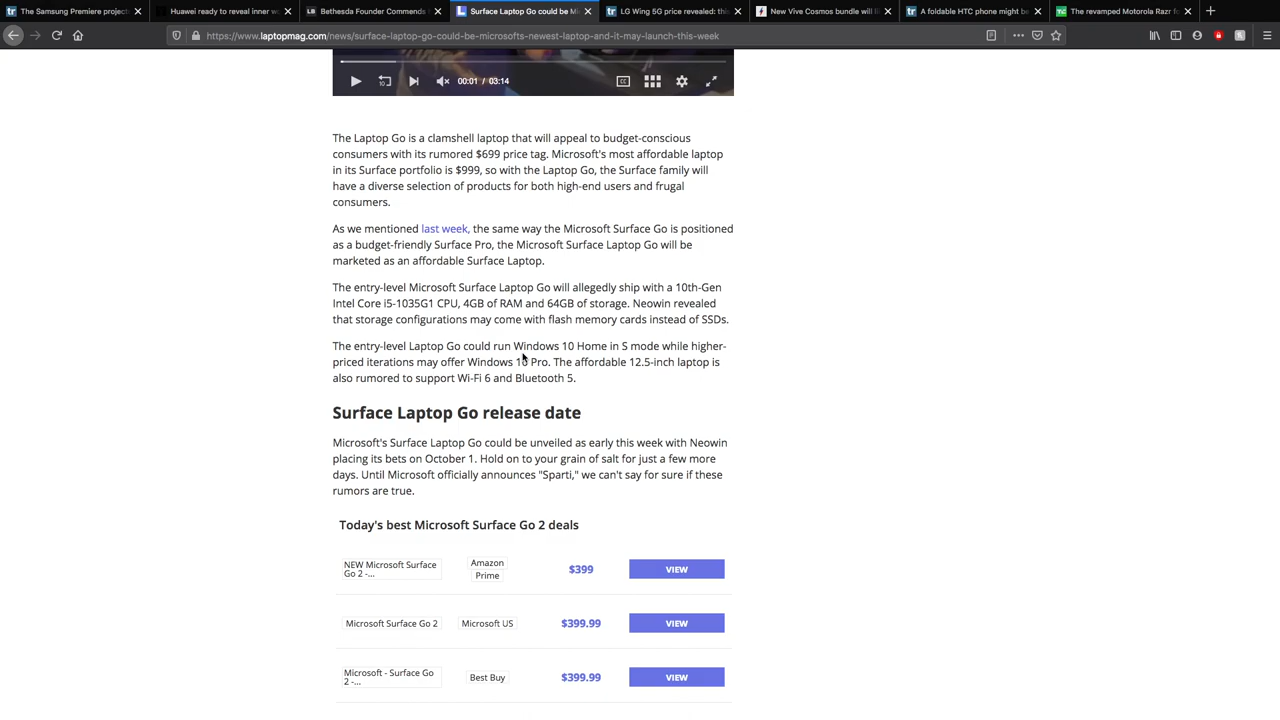 The Samsung Premiere project
Huawei ready to reveal inner wo
Bethesda Founder Commends
Surface Laptop Go could be Mi
LG Wing 5G price revealed: this
New Vive Cosmos bundle will
A foldable HTC phone might be
The revamped Motorola Razr fo
https://www.laptopmag.com/news/surface-laptop-go-could-be-microsofts-newest-laptop-and-it-may-launch-this-week
10 00:01 / 03:14 CC
The Laptop Go is a clamshell laptop that will appeal to budget-conscious
consumers with its rumored $699 price tag. Microsoft's most affordable laptop
in its Surface portfolio is $999, so with the Laptop Go, the Surface family will
have a diverse selection of products for both high-end users and frugal
consumers.
As we mentioned last week, the same way the Microsoft Surface Go is positioned
as a budget-friendly Surface Pro, the Microsoft Surface Laptop Go will be
marketed as an affordable Surface Laptop.
The entry-level Microsoft Surface Laptop Go will allegedly ship with a 10th-Gen
Intel Core i5-1035G1 CPU, 4GB of RAM and 64GB of storage. Neowin revealed
that storage configurations may come with flash memory cards instead of SSDs.
The entry-level Laptop Go could run Windows 10 Home in S mode while higher-
priced iterations may offer Windows 10 Pro. The affordable 12.5-inch laptop is
also rumored to support Wi-Fi 6 and Bluetooth 5.
Surface Laptop Go release date
Microsoft's Surface Laptop Go could be unveiled as early this week with Neowin
placing its bets on October 1. Hold on to your grain of salt for just a few more
days. Until Microsoft officially announces "Sparti," we can't say for sure if these
rumors are true.
Today's best Microsoft Surface Go 2 deals
NEW Microsoft Surface
Go 2 -...
Amazon
Prime
$399
VIEW
Microsoft Surface Go 2
Microsoft US
$399.99
VIEW
Microsoft - Surface Go
2 -...
Best Buy
$399.99
VIEW